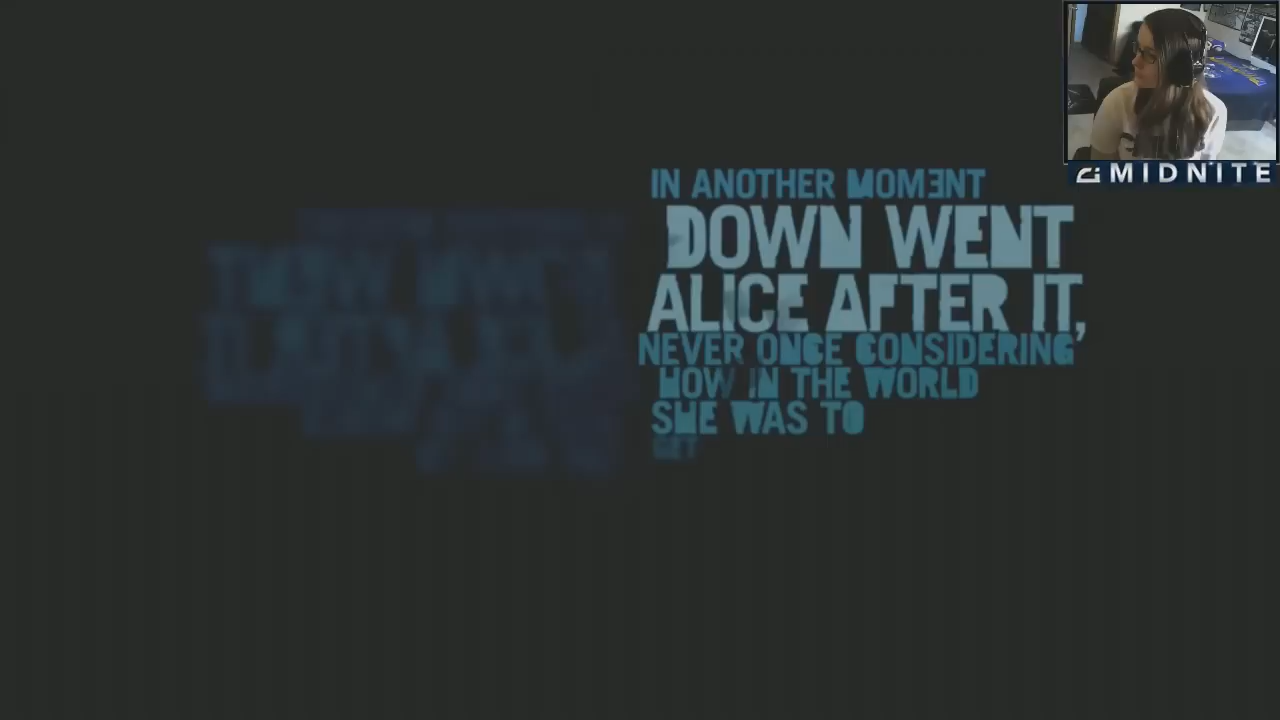 IN ANOTHER MOMENT
DOWN WENT
ALICE AFTER IT,
NEVER ONCE CONSIDERING
HOW IN THE WORLD
SHE WAS TO
GET
MIDNITE